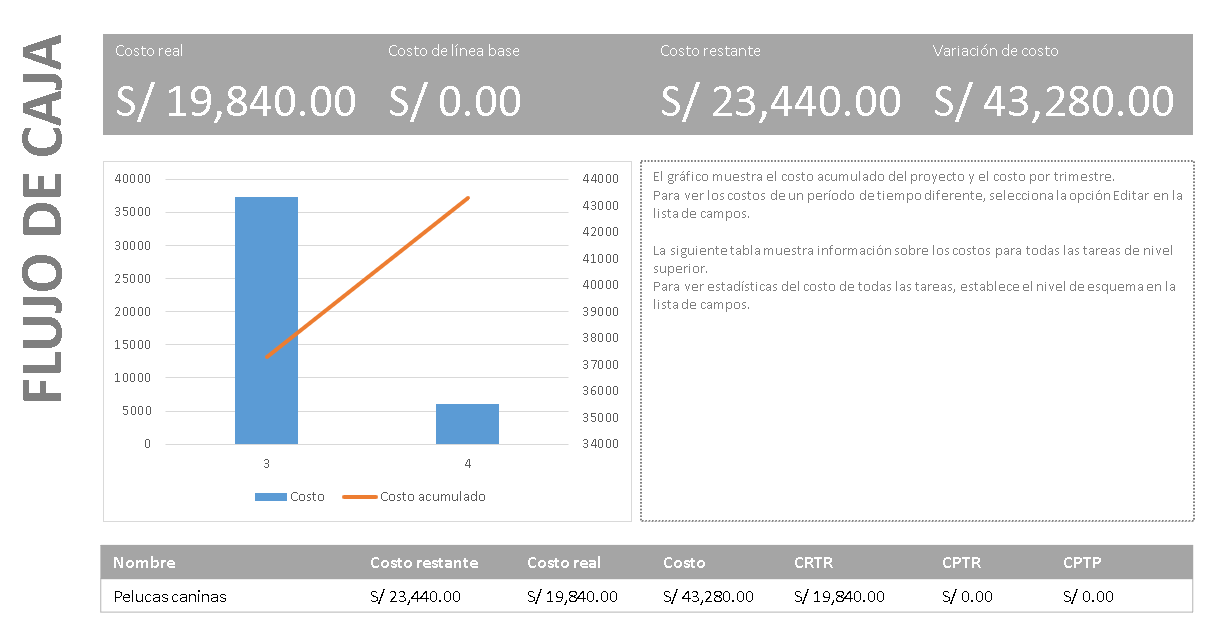 FLUJO DE CAJA
Costo real
Costo de línea base
Costo restante
Variación de costo
S/ 19,840.00
S/ 0.00
S/ 23,440.00
S/ 43,280.00
40000
35000
30000
25000
20000
15000
10000
5000
0
44000
43000
42000
41000
40000
39000
38000
37000
36000
35000
34000
3
4
Costo
Costo acumulado
El gráfico muestra el costo acumulado del proyecto y el costo por trimestre.
Para ver los costos de un período de tiempo diferente, selecciona la opción Editar en la
lista de campos.
La siguiente tabla muestra información sobre los costos para todas las tareas de nivel
superior.
Para ver estadísticas del costo de todas las tareas, establece el nivel de esquema en la
lista de campos.
Nombre Costo restante Costo real Costo CRTR CPTR CPTP
Pelucas caninas S/ 23,440.00 S/ 19,840.00 S/ 43,280.00 S/ 19,840.00 S/ 0.00 S/ 0.00